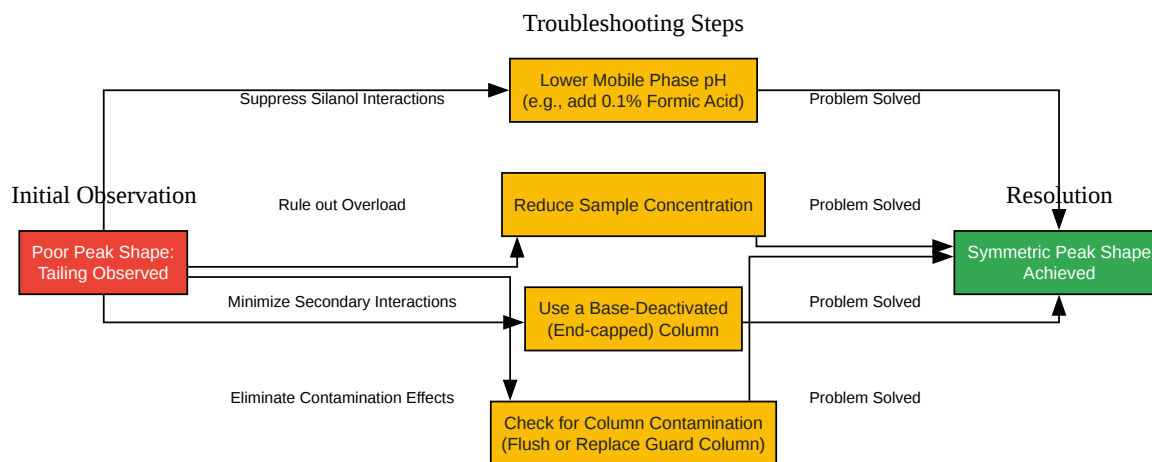 Troubleshooting Steps
Lower Mobile Phase pH
(e.g., add 0.1% Formic Acid)
Suppress Silanol Interactions
Problem Solved
Initial Observation
Rule out Overload
Reduce Sample Concentration
Problem Solved
Resolution
Poor Peak Shape:
Tailing Observed
Symmetric Peak Shape
Achieved
Minimize Secondary Interactions
Use a Base-Deactivated
(End-capped) Column
Problem Solved
Eliminate Contamination Effects
Check for Column Contamination
(Flush or Replace Guard Column)
Problem Solved